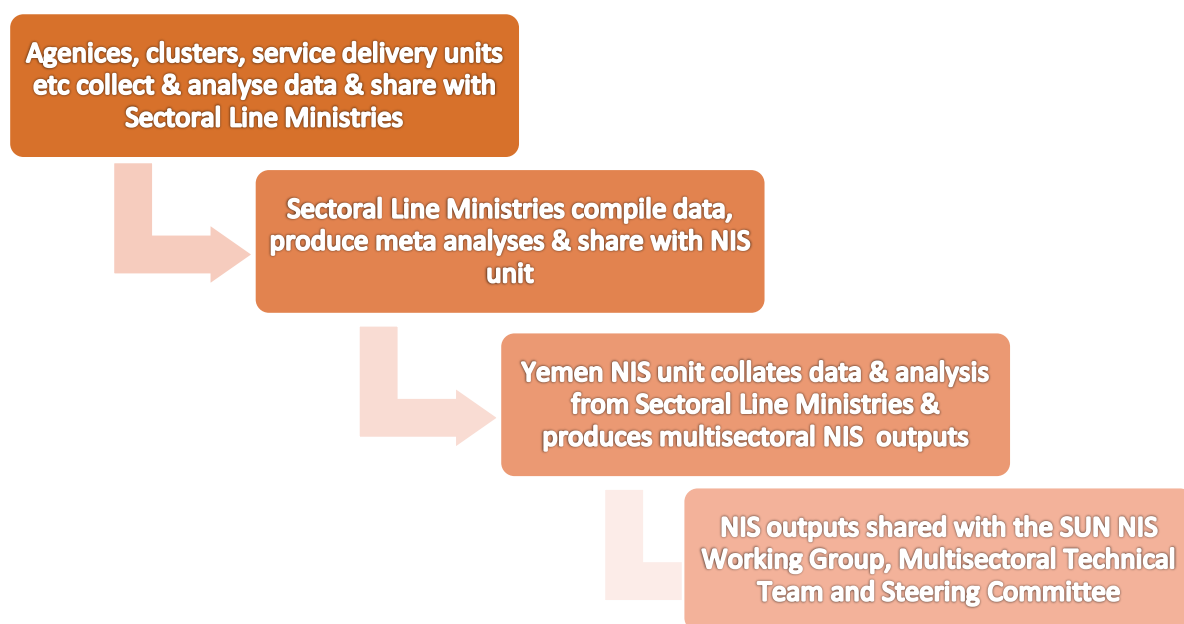 Agenices, clusters, service delivery units
etc collect & analyse data & share with
Sectoral Line Ministries
Sectoral Line Ministries compile data,
produce meta analyses & share with NIS
unit
Yemen NIS unit collates data & analysis
from Sectoral Line Ministries &
produces multisectoral NIS outputs
NIS outputs shared with the SUN NIS
Working Group, Multisectoral Technical
Team and Steering Committee